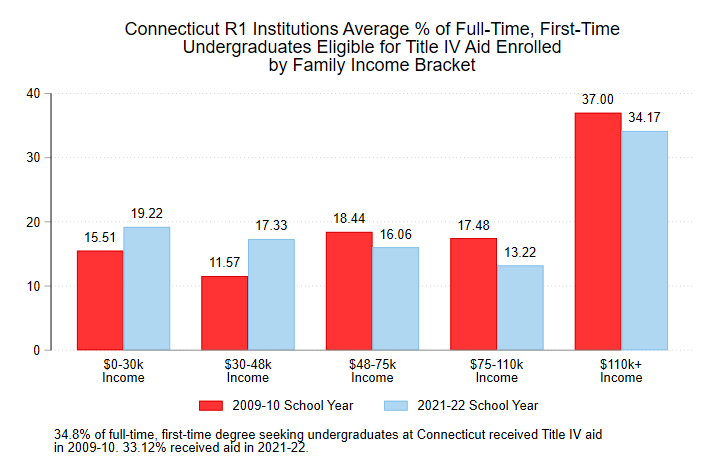 Connecticut R1 Institutions Average % of Full-Time, First-Time
Undergraduates Eligible for Title IV Aid Enrolled
by Family Income Bracket
40
30
20
10
0
15.51
19.22
11.57
17.33
18.44
16.06
17.48
13.22
37.00
34.17
$0-30k
Income
$30-48k
Income
$48-75k
Income
$75-110k
Income
$110k+
Income
2009-10 School Year
2021-22 School Year
34.8% of full-time, first-time degree seeking undergraduates at Connecticut received Title IV aid
in 2009-10. 33.12% received aid in 2021-22.